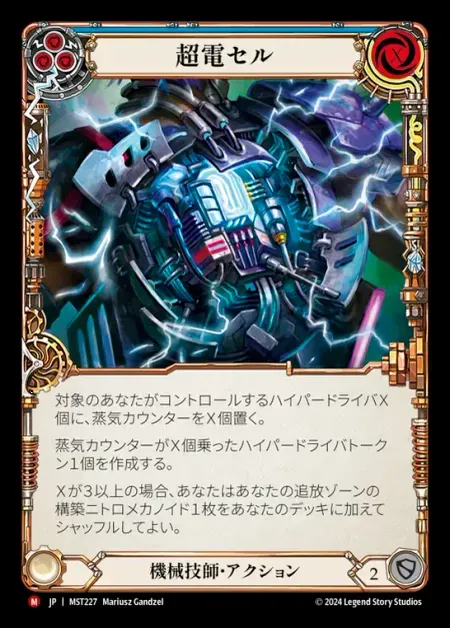 超電セル
X
対象のあなたがコントロールするハイパードライバX
個に、蒸気カウンターをX個置く。
蒸気カウンターがX個乗ったハイパードライバトーク
ン1個を作成する。
Xが3以上の場合、あなたはあなたの追放ゾーンの
構築ニトロメカノイド1枚をあなたのデッキに加えて
シャッフルしてよい。
機械技師・アクション
2
M JP | MST227 Mariusz Gandzel
© 2024 Legend Story Studios